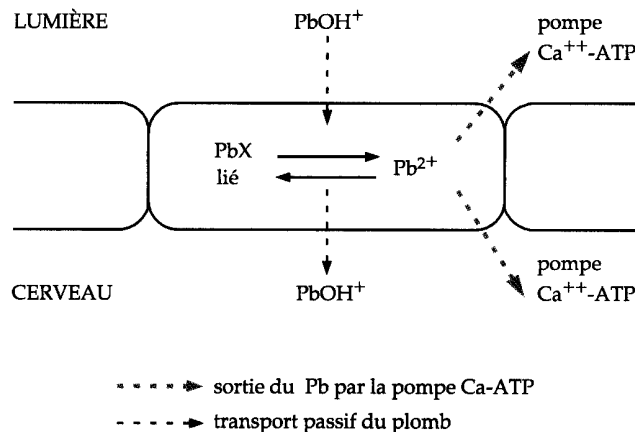 LUMIÈRE
PbOH+
pompe
Ca++-ATP
PbX
lié
Pb2+
pompe
Ca++-ATP
CERVEAU
PbOH+
sortie du Pb par la pompe Ca-ATP
transport passif du plomb